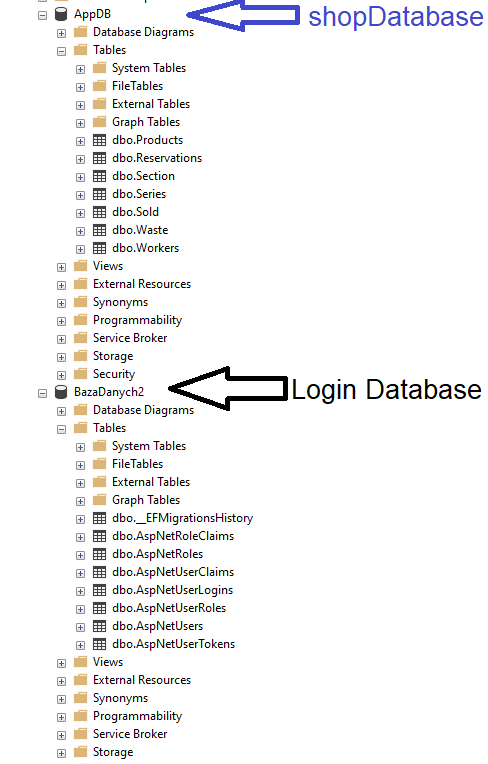 AppDB
shopDatabase
Database Diagrams
Tables
System Tables
FileTables
External Tables
Graph Tables
dbo.Products
dbo.Reservations
dbo.Section
dbo.Series
dbo.Sold
dbo.Waste
dbo.Workers
Views
External Resources
Synonyms
Programmability
Service Broker
Storage
Security
BazaDanych2
Login Database
Database Diagrams
Tables
System Tables
FileTables
External Tables
Graph Tables
dbo.__EFMigrationsHistory
dbo.AspNetRoleClaims
dbo.AspNetRoles
dbo.AspNetUserClaims
dbo.AspNetUserLogins
dbo.AspNetUserRoles
dbo.AspNetUsers
dbo.AspNetUserTokens
Views
External Resources
Synonyms
Programmability
Service Broker
Storage